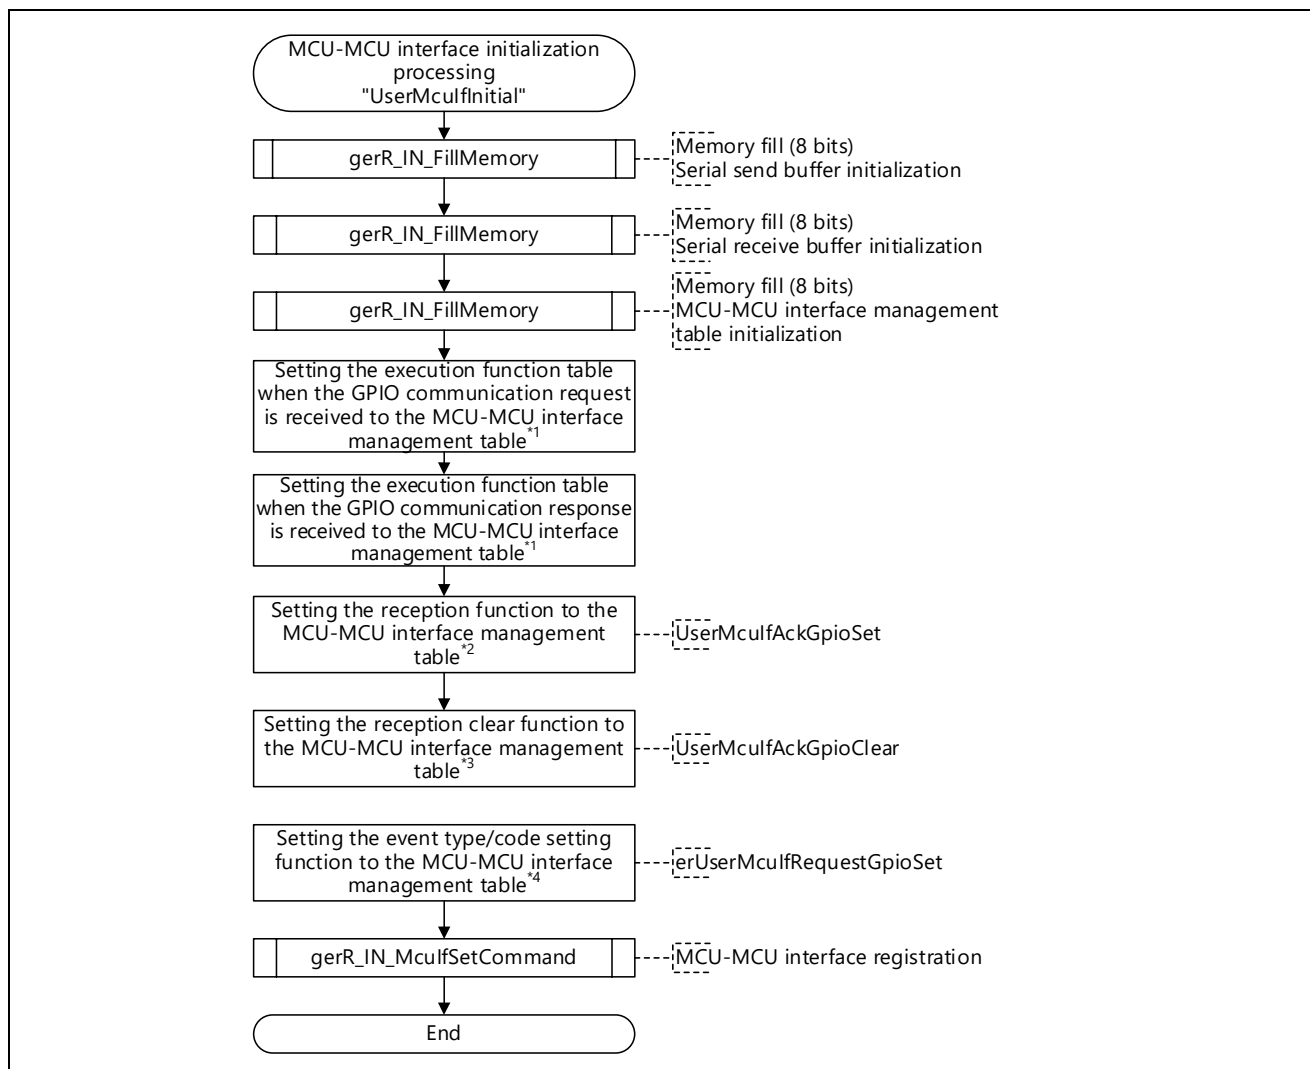 MCU-MCU interface initialization
processing
"UserMcuIfInitial"
gerR_IN_FillMemory
Memory fill (8 bits)
Serial send buffer initialization
gerR_IN_FillMemory
Memory fill (8 bits)
Serial receive buffer initialization
gerR_IN_FillMemory
Memory fill (8 bits)
MCU-MCU interface management
table initialization
Setting the execution function table
when the GPIO communication request
is received to the MCU-MCU interface
management table*1
Setting the execution function table
when the GPIO communication response
is received to the MCU-MCU interface
management table*1
Setting the reception function to the
MCU-MCU interface management
table*2
UserMcuIfAckGpioSet
Setting the reception clear function to
the MCU-MCU interface management
table*3
UserMcuIfAckGpioClear
Setting the event type/code setting
function to the MCU-MCU interface
management table*4
erUserMcuIfRequestGpioSet
gerR_IN_McuIfSetCommand
MCU-MCU interface registration
End